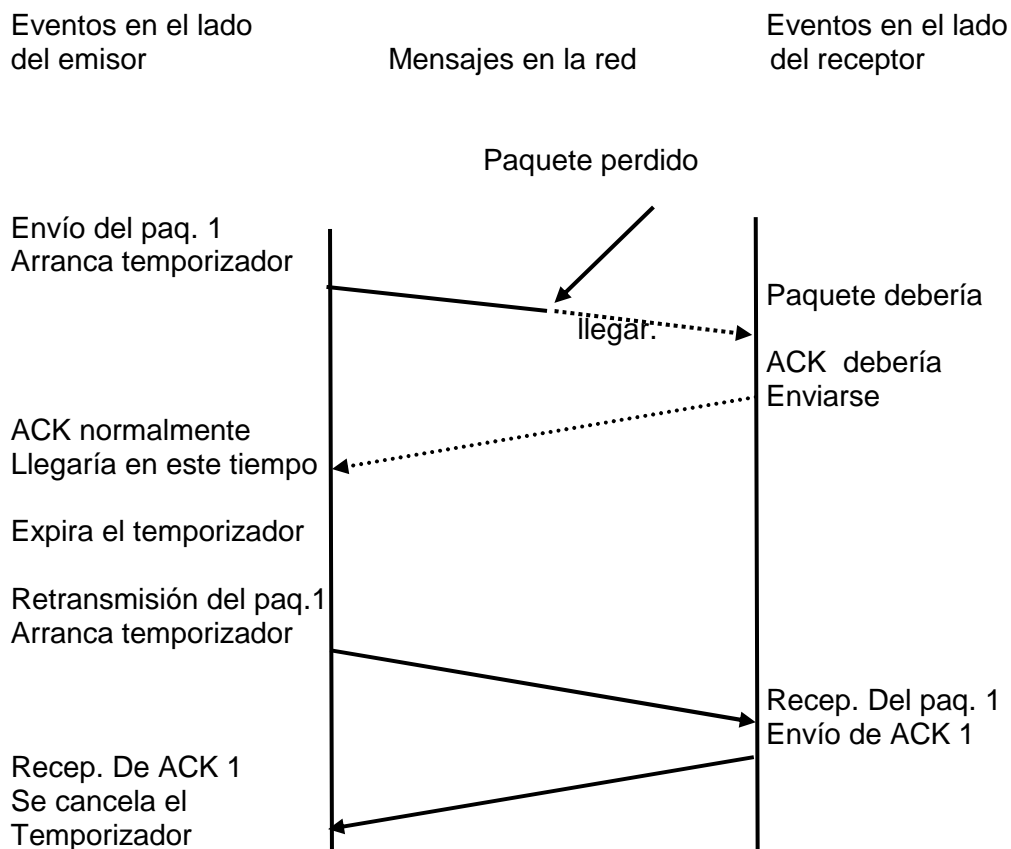 Eventos en el lado
del emisor
Mensajes en la red
Eventos en el lado
del receptor
Paquete perdido
Envío del paq. 1
Arranca temporizador
Paquete debería
llegar.
ACK  debería
Enviarse
ACK normalmente
Llegaría en este tiempo
Expira el temporizador
Retransmisión del paq.1
Arranca temporizador
Recep. Del paq. 1
Envío de ACK 1
Recep. De ACK 1
Se cancela el
Temporizador